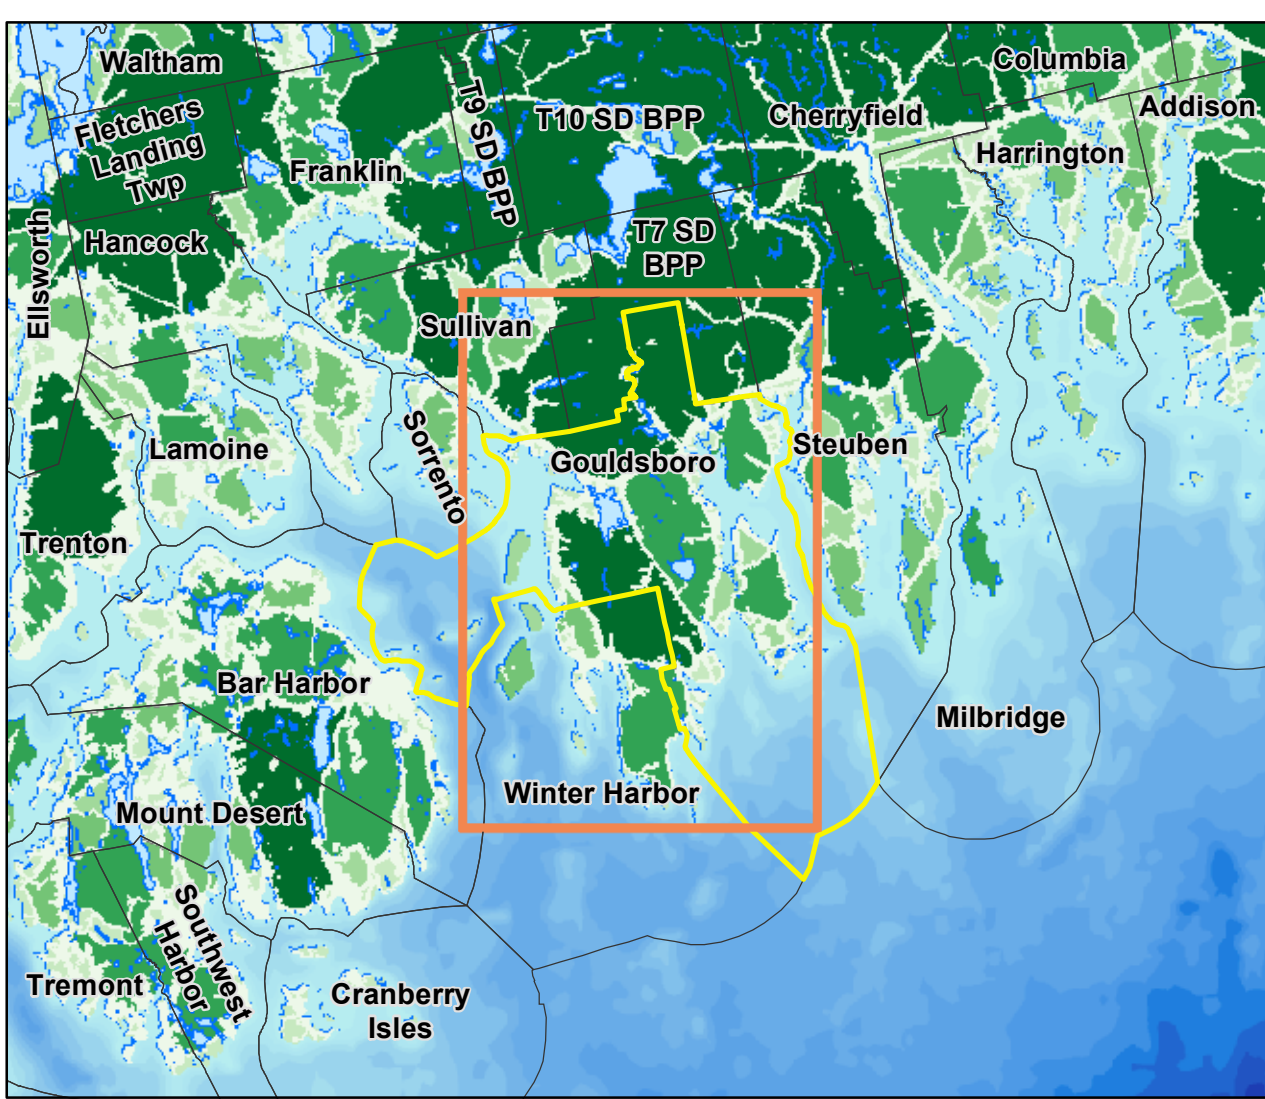 Waltham
Columbia
Fletchers
Landing
Twp
T9 SD BPP
T10 SD BPP
Cherryfield
Addison
Franklin
Harrington
Ellsworth
Hancock
T7 SD
BPP
Sullivan
Sorrento
Lamoine
Gouldsboro
Steuben
Trenton
Bar Harbor
Milbridge
Winter Harbor
Mount Desert
Southwest
Harbor
Tremont
Cranberry
Isles